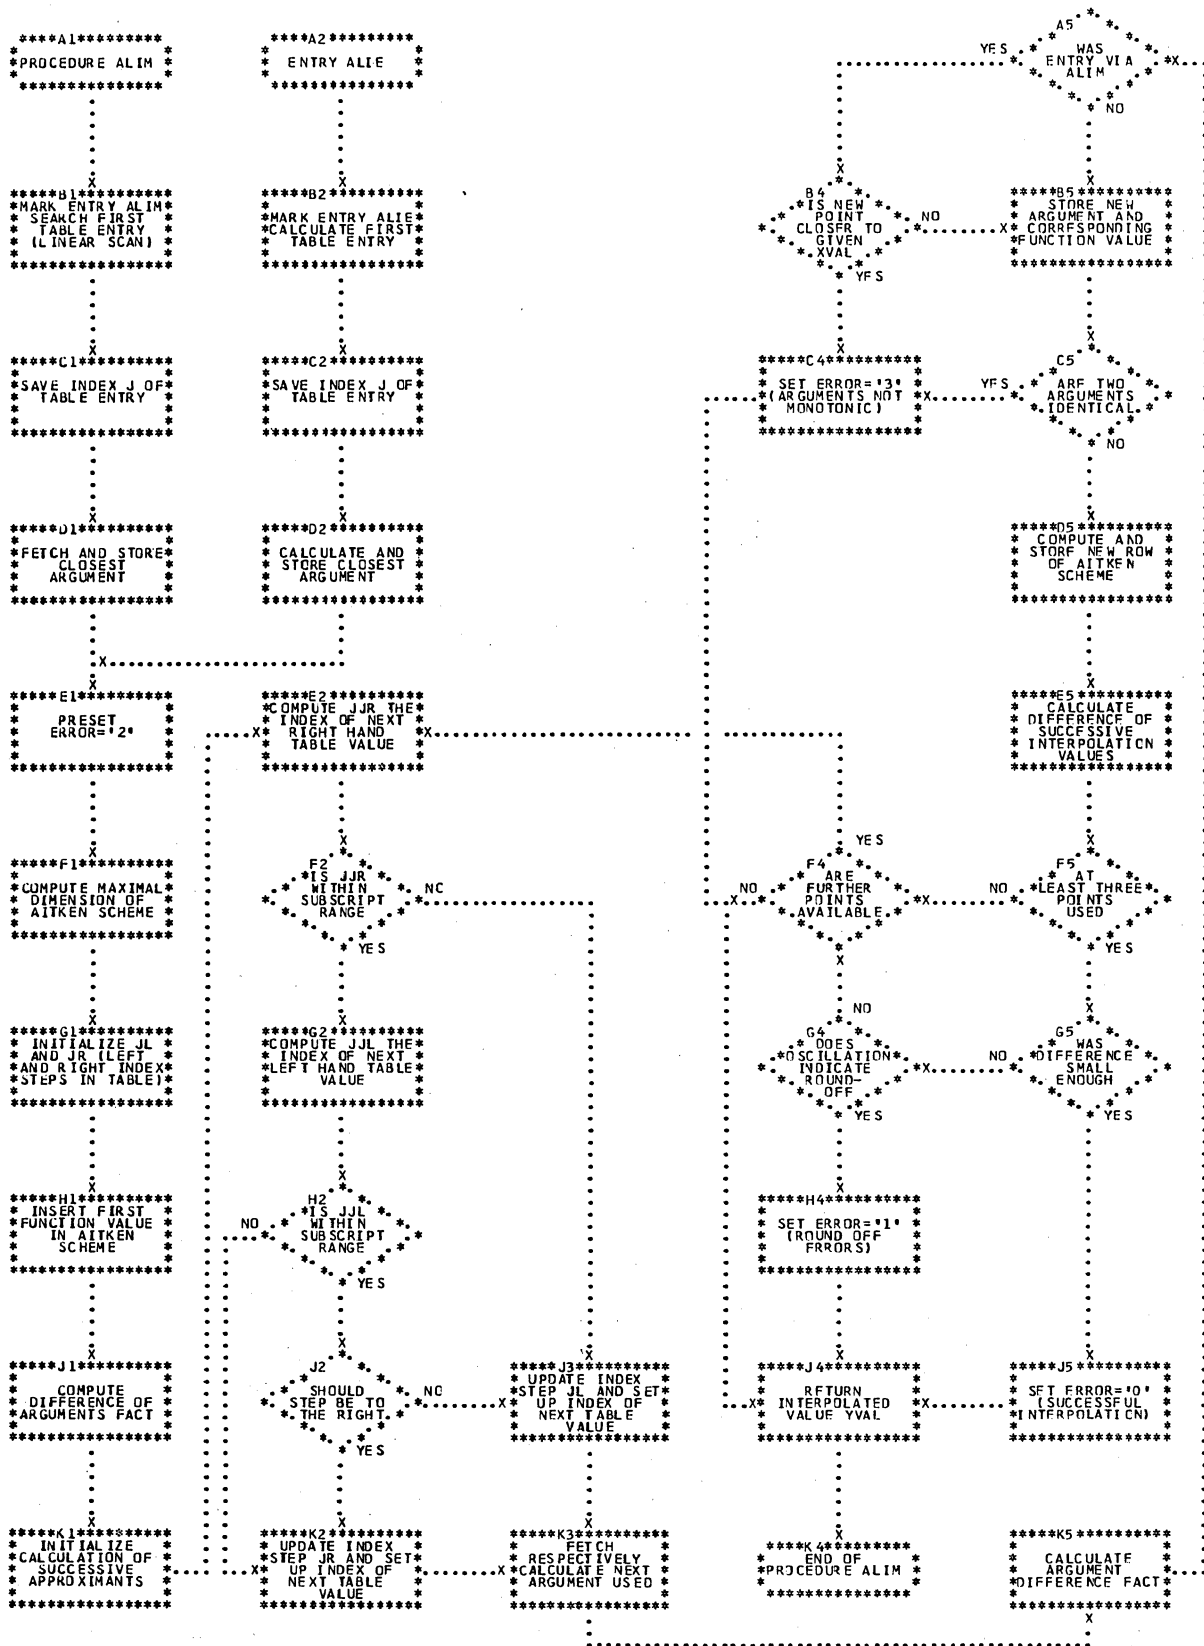 A1
PROCEDURE ALIM
B1
MARK ENTRY ALIM
SEARCH FIRST
TABLE ENTRY
(LINEAR SCAN)
C1
SAVE INDEX J OF
TABLE ENTRY
D1
FETCH AND STORE
CLOSEST
ARGUMENT
E1
PRESET
ERROR='2'
F1
COMPUTE MAXIMAL
DIMENSION OF
AITKEN SCHEME
G1
INITIALIZE JL
AND JR (LEFT
AND RIGHT INDEX
STEPS IN TABLE)
H1
INSERT FIRST
FUNCTION VALUE
IN AITKEN
SCHEME
J1
COMPUTE
DIFFERENCE OF
ARGUMENTS FACT
K1
INITIALIZE
CALCULATION OF
SUCCESSIVE
APPROXIMANTS
A2
ENTRY ALIE
B2
MARK ENTRY ALIE
CALCULATE FIRST
TABLE ENTRY
C2
SAVE INDEX J OF
TABLE ENTRY
D2
CALCULATE AND
STORE CLOSEST
ARGUMENT
E2
COMPUTE JJR THE
INDEX OF NEXT
RIGHT HAND
TABLE VALUE
F2
IS JJR
WITHIN
SUBSCRIPT
RANGE
NO
YES
G2
COMPUTE JJL THE
INDEX OF NEXT
LEFT HAND TABLE
VALUE
H2
IS JJL
WITHIN
SUBSCRIPT
RANGE
NO
YES
J2
SHOULD
STEP BE TO
THE RIGHT
NO
YES
K2
UPDATE INDEX
STEP JR AND SET
UP INDEX OF
NEXT TABLE
VALUE
J3
UPDATE INDEX
STEP JL AND SET
UP INDEX OF
NEXT TABLE
VALUE
K3
FETCH
RESPECTIVELY
CALCULATE NEXT
ARGUMENT USED
B4
IS NEW
POINT
CLOSER TO
GIVEN
XVAL
NO
YES
C4
SET ERROR='3'
(ARGUMENTS NOT
MONOTONIC)
F4
ARE
FURTHER
POINTS
AVAILABLE
YES
NO
NO
G4
DOES
OSCILLATION
INDICATE
ROUND-
OFF
YES
H4
SET ERROR='1'
(ROUND OFF
ERRORS)
J4
RETURN
INTERPOLATED
VALUE YVAL
K4
END OF
PROCEDURE ALIM
A5
WAS
ENTRY VIA
ALIM
YES
NO
B5
STORE NEW
ARGUMENT AND
CORRESPONDING
FUNCTION VALUE
C5
ARE TWO
ARGUMENTS
IDENTICAL
YES
NO
D5
COMPUTE AND
STORE NEW ROW
OF AITKEN
SCHEME
E5
CALCULATE
DIFFERENCE OF
SUCCESSIVE
INTERPOLATION
VALUES
F5
AT
LEAST THREE
POINTS
USED
NO
YES
G5
WAS
DIFFERENCE
SMALL
ENOUGH
NO
YES
J5
SET ERROR='0'
(SUCCESSFUL
INTERPOLATION)
K5
CALCULATE
ARGUMENT
DIFFERENCE FACT